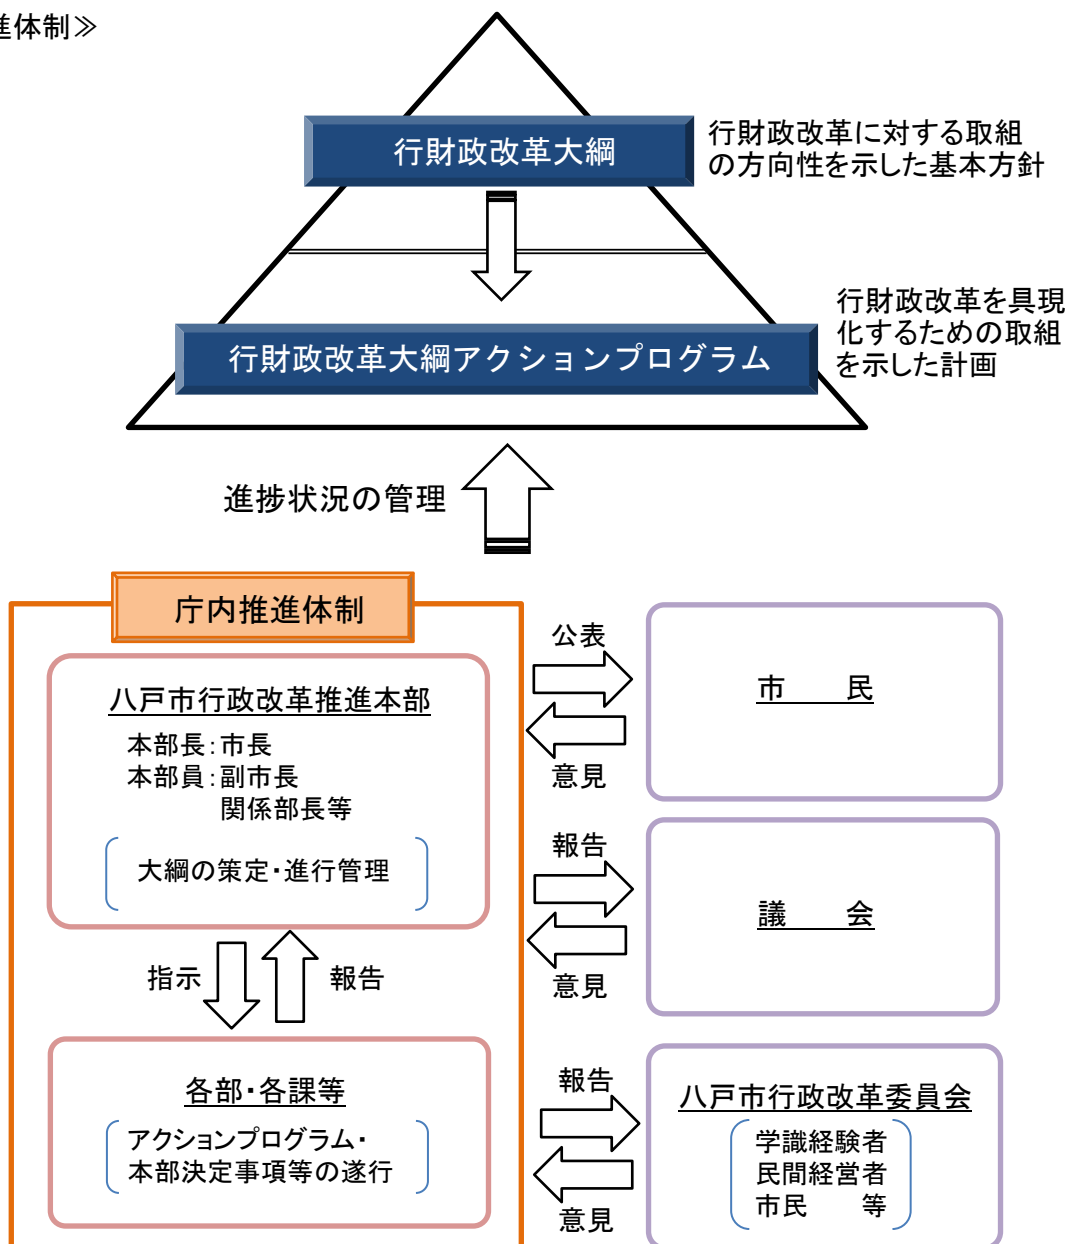 進体制≫
行財政改革大綱
行財政改革に対する取組
の方向性を示した基本方針
行財政改革大綱アクションプログラム
行財政改革を具現
化するための取組
を示した計画
進捗状況の管理
庁内推進体制
八戸市行政改革推進本部
本部長：市長
本部員：副市長
関係部長等
大綱の策定・進行管理
指示
報告
各部・各課等
アクションプログラム・
本部決定事項等の遂行
公表
意見
市　　民
報告
意見
議　　会
報告
意見
八戸市行政改革委員会
学識経験者
民間経営者
市民　　等